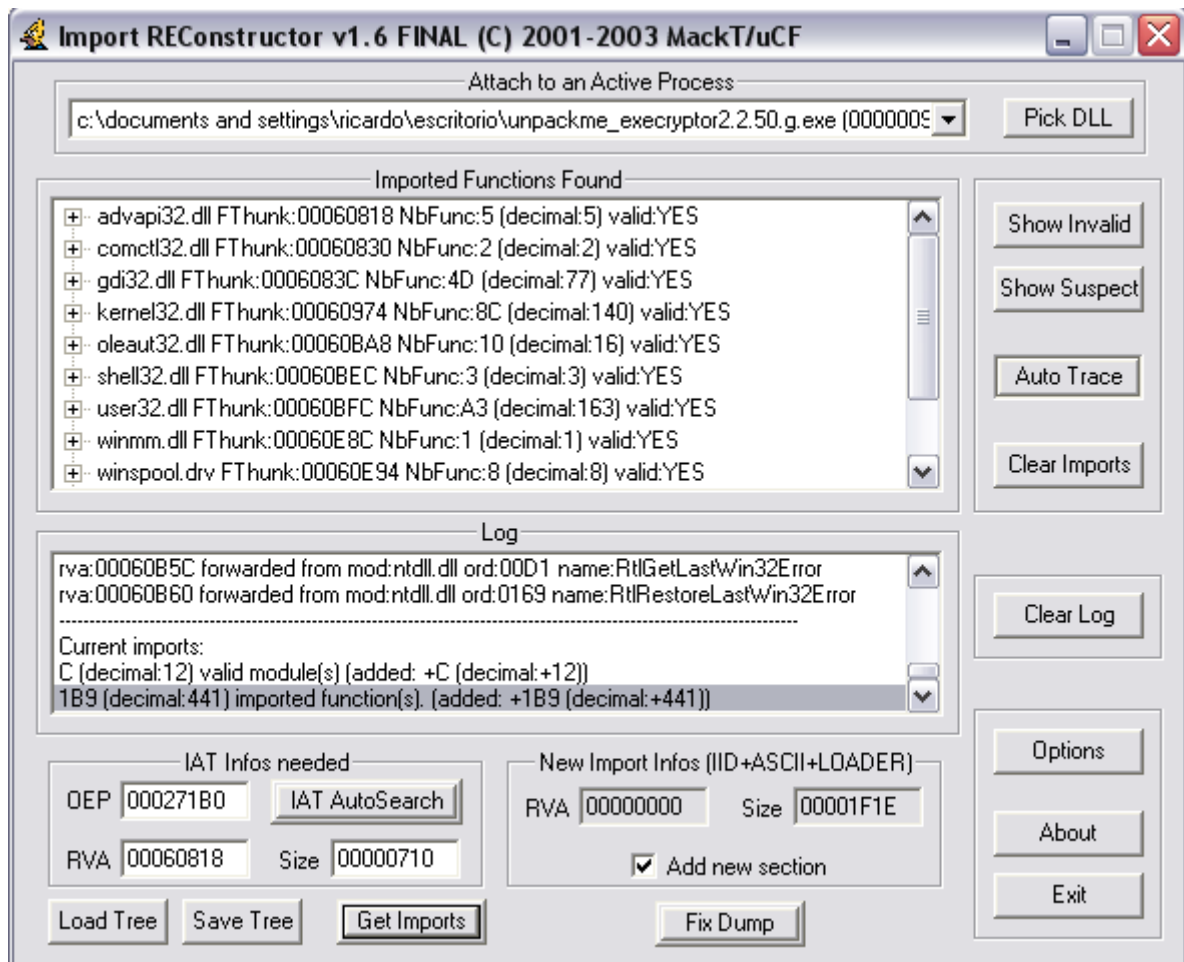 Import REConstructor v1.6 FINAL (C) 2001-2003 MackT/uCF
Attach to an Active Process
c:\documents and settings\ricardo\escritorio\unpackme_execryptor2.2.50.g.exe (0000009
Pick DLL
Imported Functions Found
advapi32.dll FThunk:00060818 NbFunc:5 (decimal:5) valid:YES
comctl32.dll FThunk:00060830 NbFunc:2 (decimal:2) valid:YES
gdi32.dll FThunk:0006083C NbFunc:4D (decimal:77) valid:YES
kernel32.dll FThunk:00060974 NbFunc:8C (decimal:140) valid:YES
oleaut32.dll FThunk:00060BA8 NbFunc:10 (decimal:16) valid:YES
shell32.dll FThunk:00060BEC NbFunc:3 (decimal:3) valid:YES
user32.dll FThunk:00060BFC NbFunc:A3 (decimal:163) valid:YES
winmm.dll FThunk:00060E8C NbFunc:1 (decimal:1) valid:YES
winspool.drv FThunk:00060E94 NbFunc:8 (decimal:8) valid:YES
Show Invalid
Show Suspect
Auto Trace
Clear Imports
Log
rva:00060B5C forwarded from mod:ntdll.dll ord:00D1 name:RtlGetLastWin32Error
rva:00060B60 forwarded from mod:ntdll.dll ord:0169 name:RtlRestoreLastWin32Error
---------------------------------------------------------------------------------------------------
Current imports:
C (decimal:12) valid module(s) (added: +C (decimal:+12))
1B9 (decimal:441) imported function(s). (added: +1B9 (decimal:+441))
Clear Log
IAT Infos needed
OEP 000271B0 IAT AutoSearch
RVA 00060818 Size 00000710
New Import Infos (IID+ASCII+LOADER)
RVA 00000000 Size 00001F1E
Add new section
Load Tree Save Tree Get Imports Fix Dump
Options
About
Exit